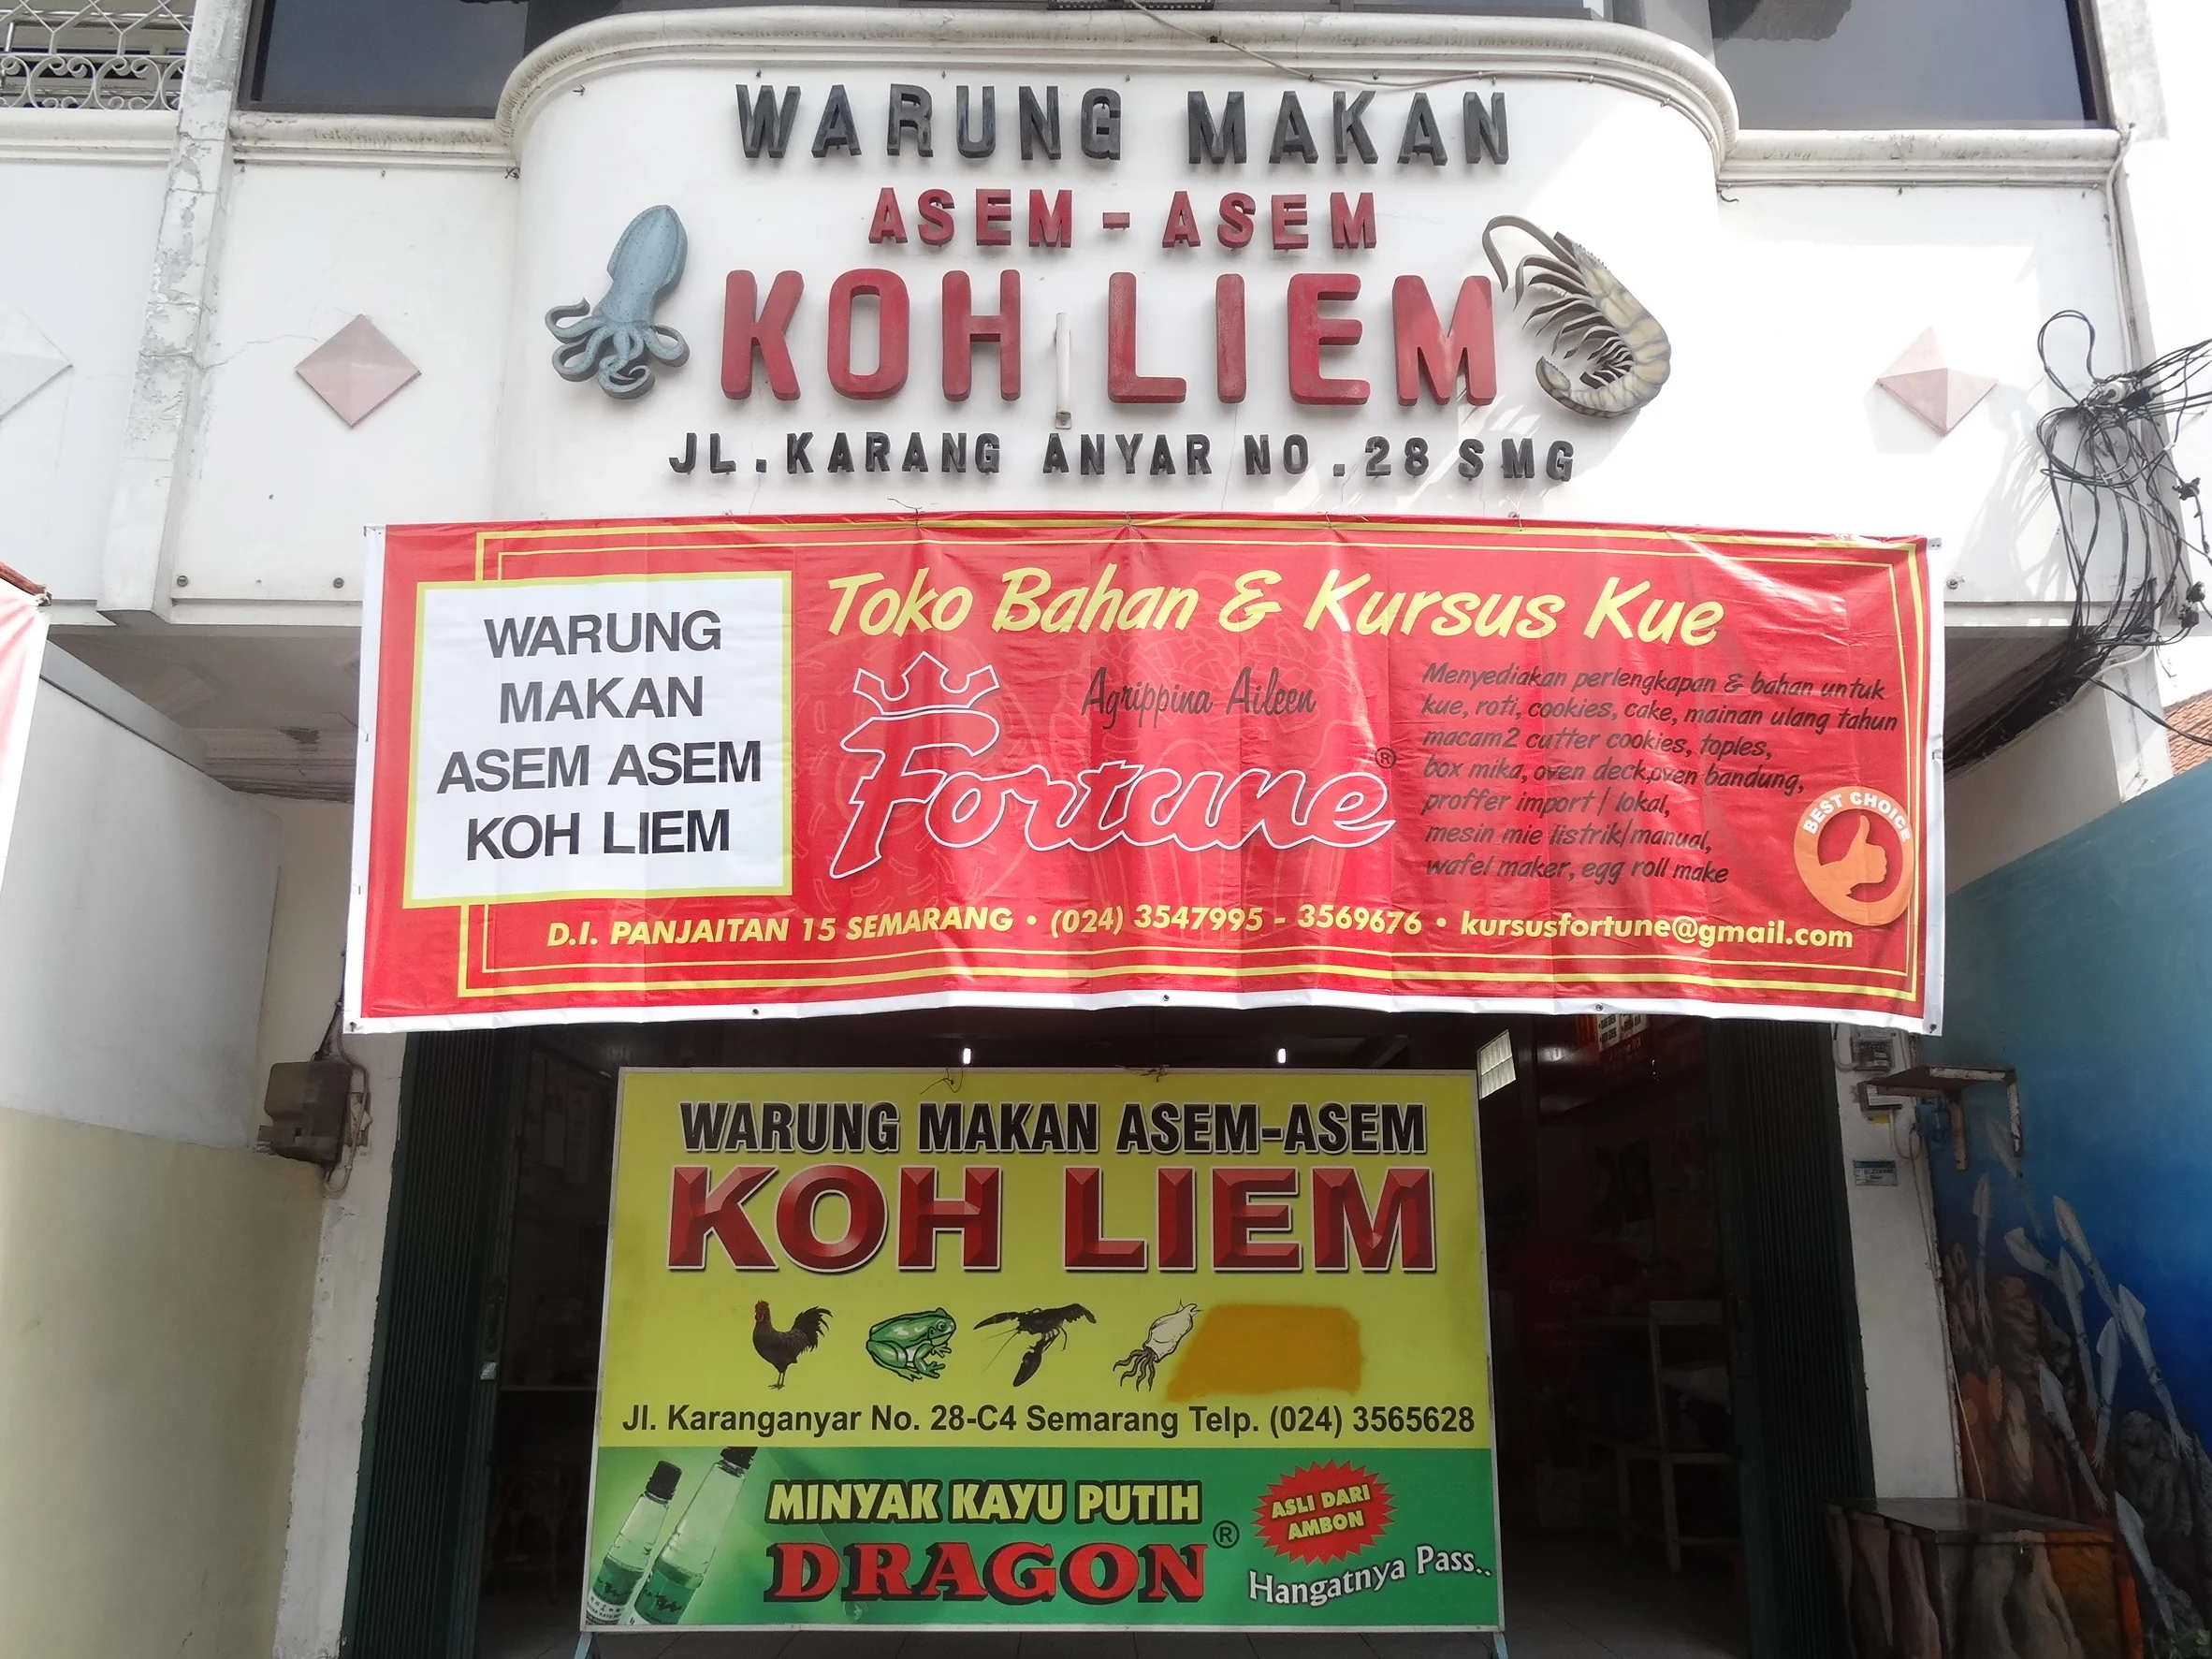 WARUNG MAKAN
ASEM-ASEM
KOH LIEM
JL. KARANG ANYAR NO. 28 SMG
WARUNG
MAKAN
ASEM ASEM
KOH LIEM
Toko Bahan & Kursus Kue
Agrippina Aileen
Fortune®
Menyediakan perlengkapan & bahan untuk
kue, roti, cookies, cake, mainan ulang tahun
macam2 cutter cookies, toples,
box mika, oven deck,oven bandung,
proffer import / lokal,
mesin mie listrik/manual,
wafel maker, egg roll make
BEST CHOICE
D.I. PANJAITAN 15 SEMARANG • (024) 3547995 - 3569676 • kursusfortune@gmail.com
WARUNG MAKAN ASEM-ASEM
KOH LIEM
Jl. Karanganyar No. 28-C4 Semarang Telp. (024) 3565628
MINYAK KAYU PUTIH
DRAGON®
ASLI DARI
AMBON
Hangatnya Pass..